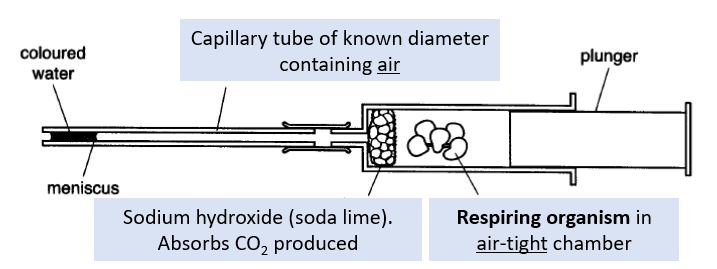 Capillary tube of known diameter
containing air
coloured
water
plunger
meniscus
Sodium hydroxide (soda lime).
Absorbs CO₂ produced
Respiring organism in
air-tight chamber